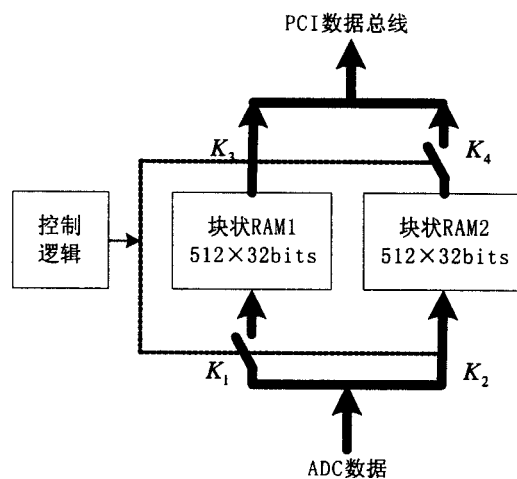 PCI数据总线
K3
K4
控制
逻辑
块状RAM1
512×32bits
块状RAM2
512×32bits
K1
K2
ADC数据